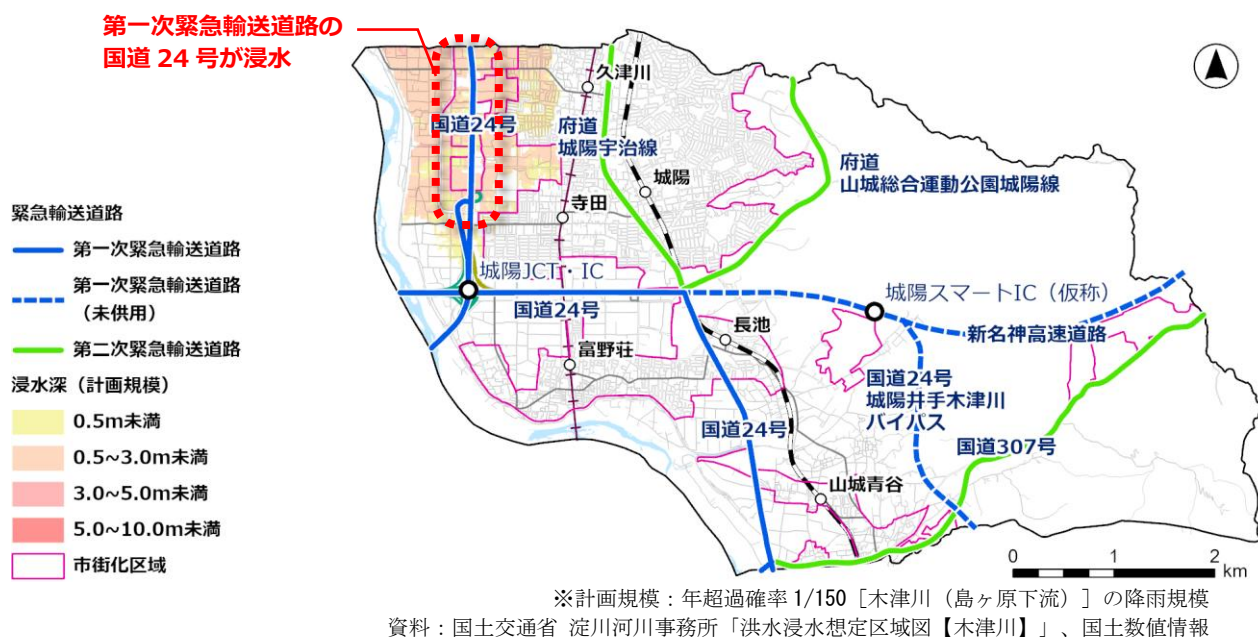 第一次緊急輸送道路の
国道 24 号が浸水
久津川
国道24号
府道
城陽宇治線
城陽
府道
山城総合運動公園城陽線
寺田
緊急輸送道路
第一次緊急輸送道路
第一次緊急輸送道路
（未供用）
第二次緊急輸送道路
浸水深（計画規模）
0.5m未満
0.5~3.0m未満
3.0~5.0m未満
5.0~10.0m未満
市街化区域
城陽JCT・IC
国道24号
城陽スマートIC（仮称）
新名神高速道路
長池
富野荘
国道24号
城陽井手木津川
バイパス
国道24号
国道307号
山城青谷
0 1 2
km
※計画規模：年超過確率 1/150［木津川（島ヶ原下流）］の降雨規模
資料：国土交通省 淀川河川事務所「洪水浸水想定区域図【木津川】」、国土数値情報